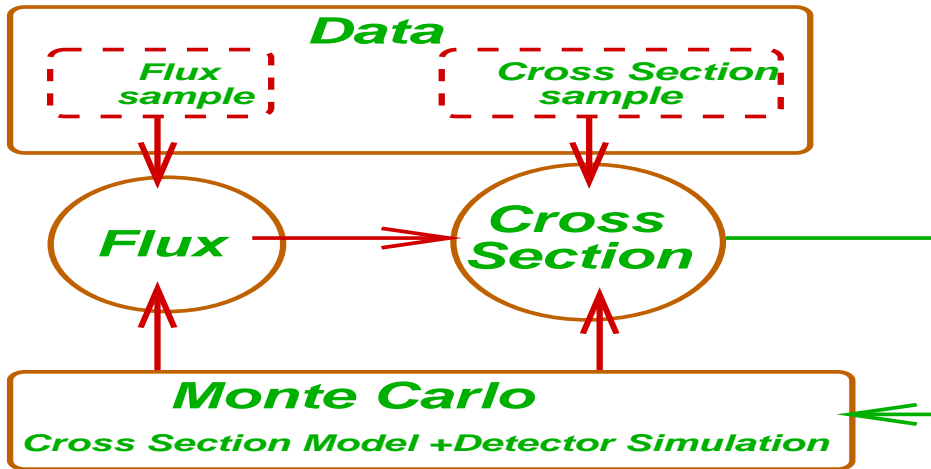 Data
Flux
sample
Cross Section
sample
Flux
Cross
Section
Monte Carlo
Cross Section Model +Detector Simulation